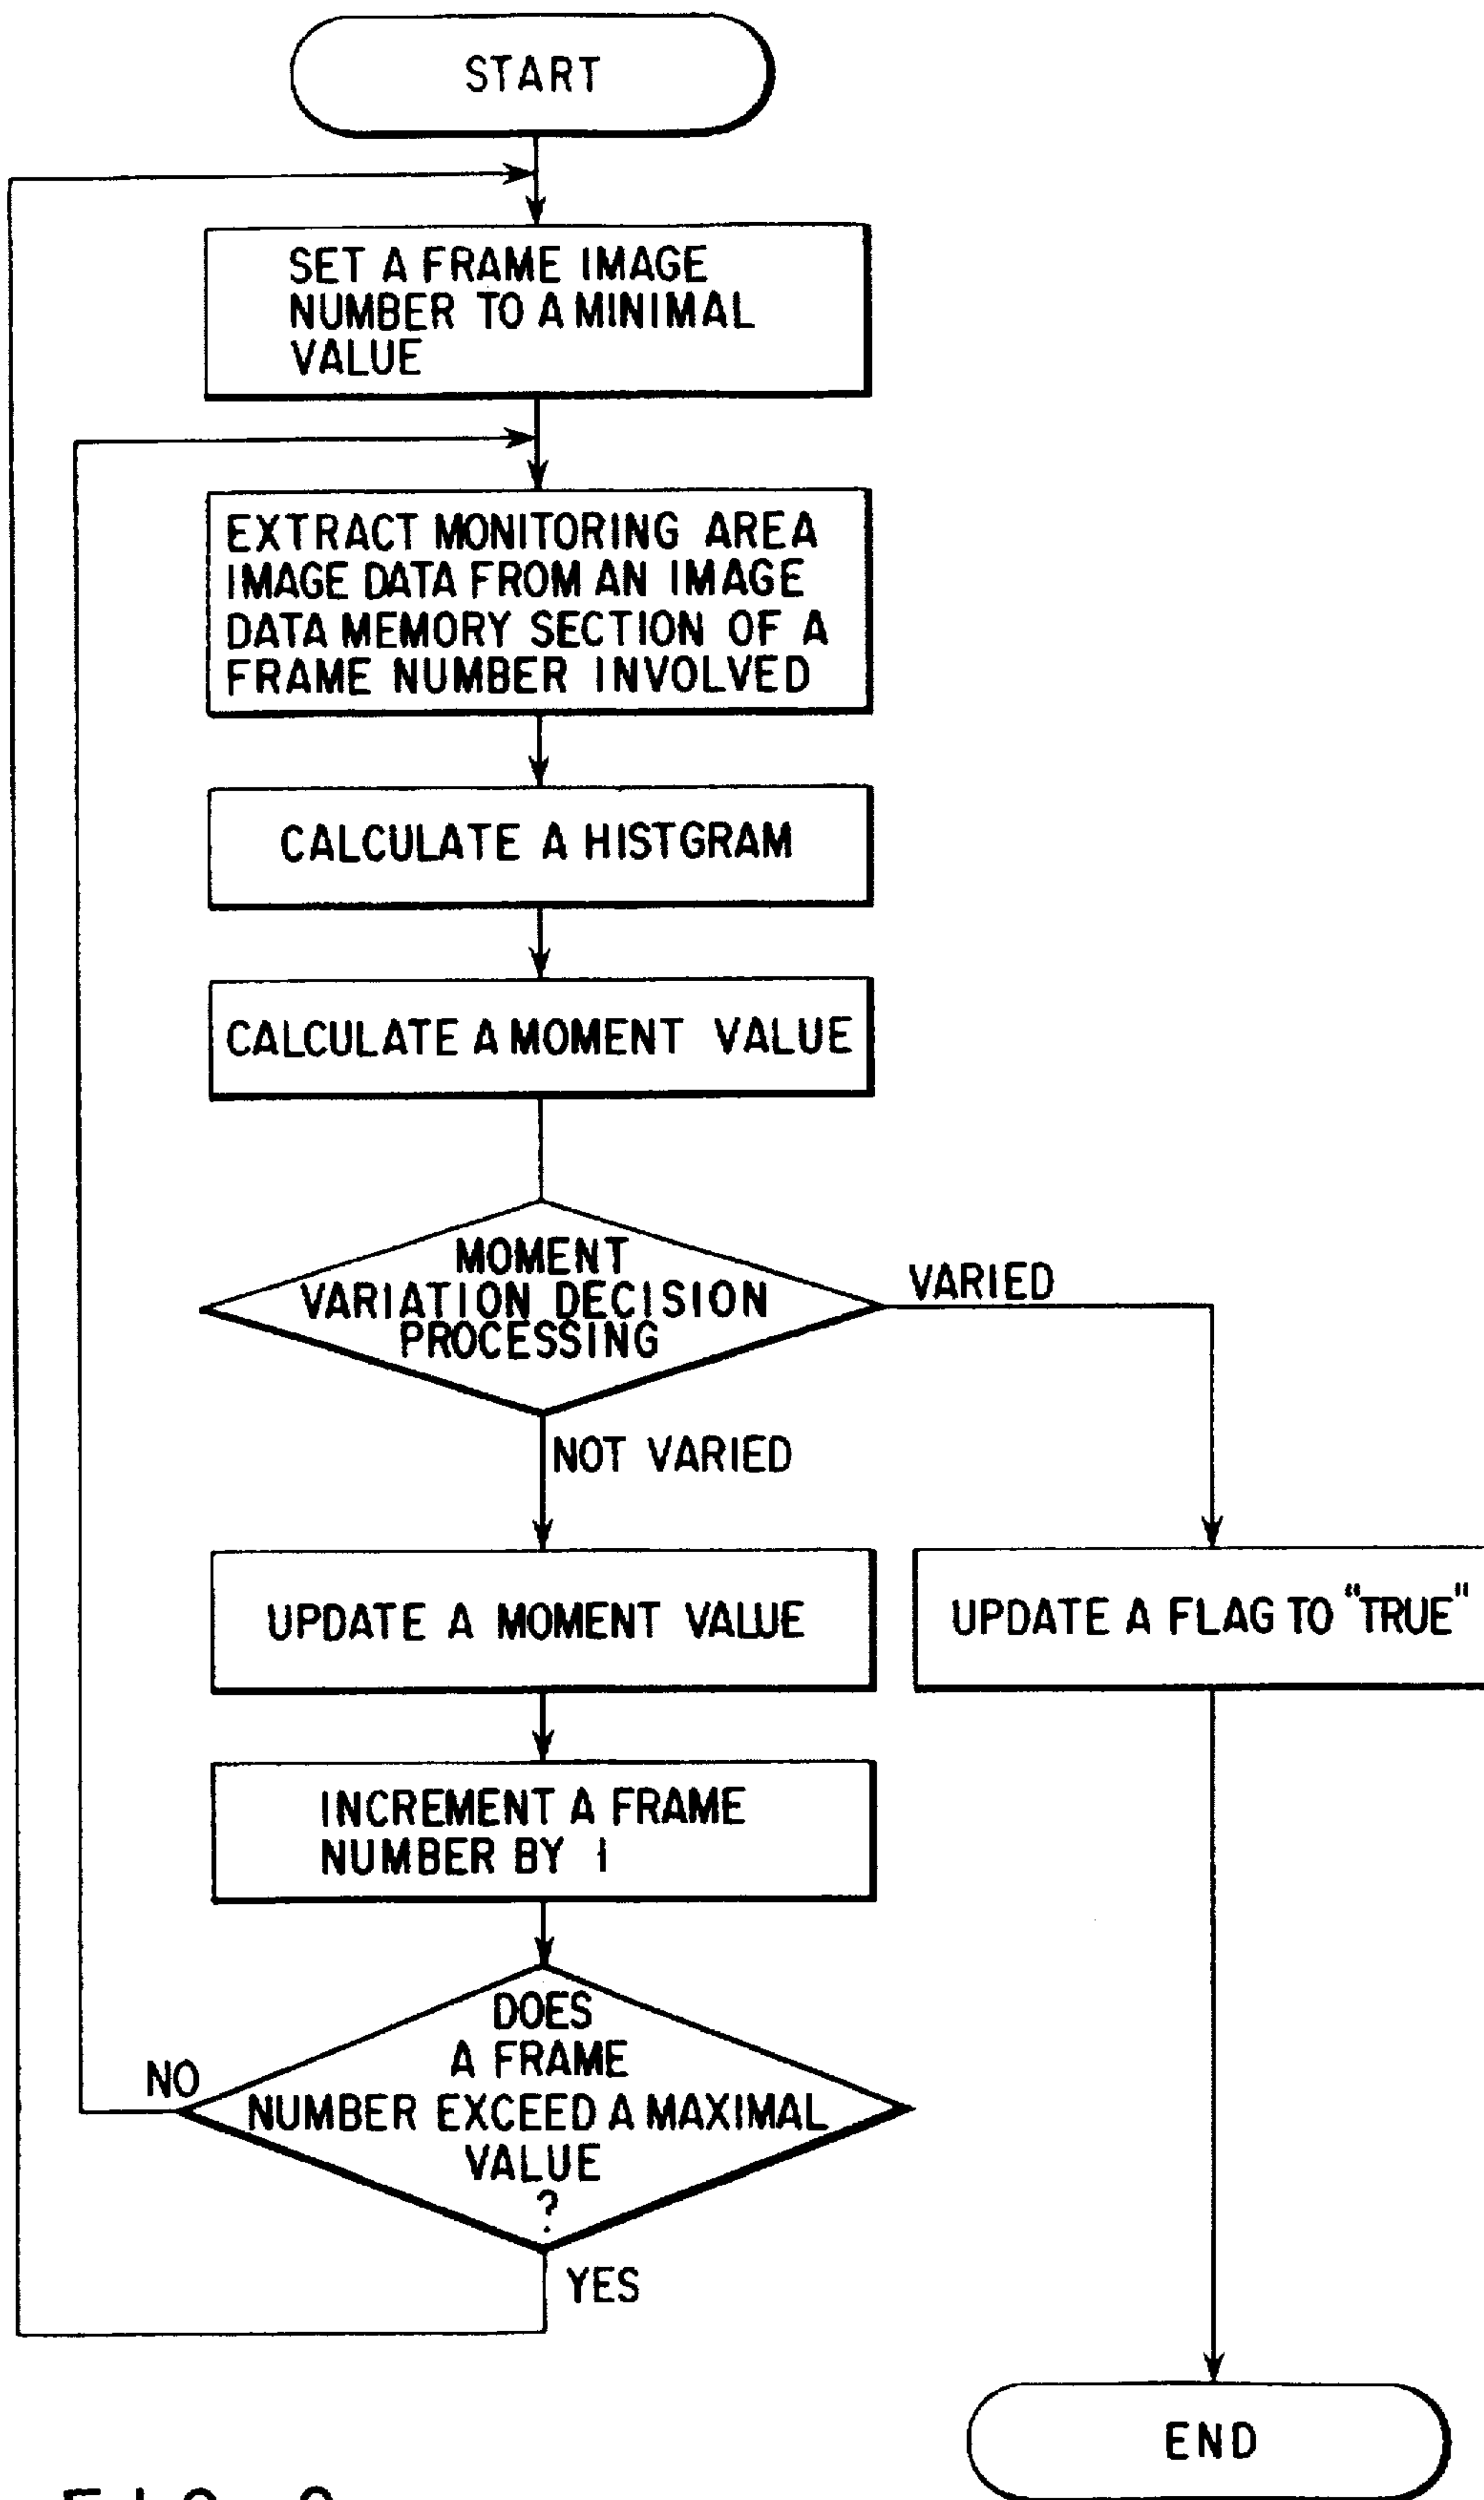 START
SET A FRAME IMAGE
NUMBER TO A MINIMAL
VALUE
EXTRACT MONITORING AREA
IMAGE DATA FROM AN IMAGE
DATA MEMORY SECTION OF A
FRAME NUMBER INVOLVED
CALCULATE A HISTGRAM
CALCULATE A MOMENT VALUE
MOMENT
VARIATION DECISION
PROCESSING
VARIED
NOT VARIED
UPDATE A MOMENT VALUE
UPDATE A FLAG TO "TRUE"
INCREMENT A FRAME
NUMBER BY 1
DOES
A FRAME
NUMBER EXCEED A MAXIMAL
VALUE
?
NO
YES
END